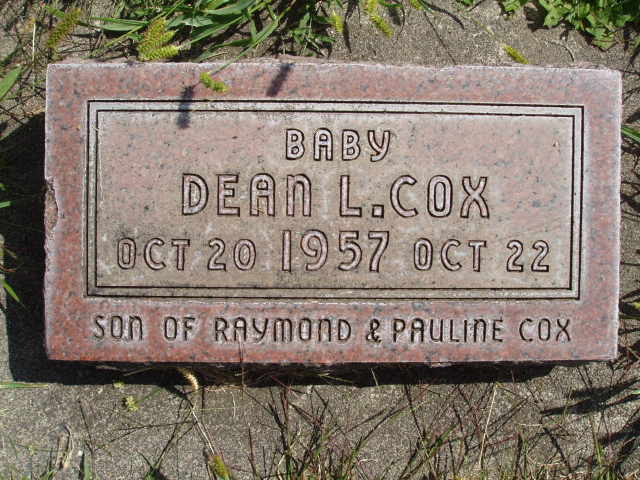 BABY
DEAN L. COX
OCT 20 1957 OCT 22
SON OF RAYMOND & PAULINE COX